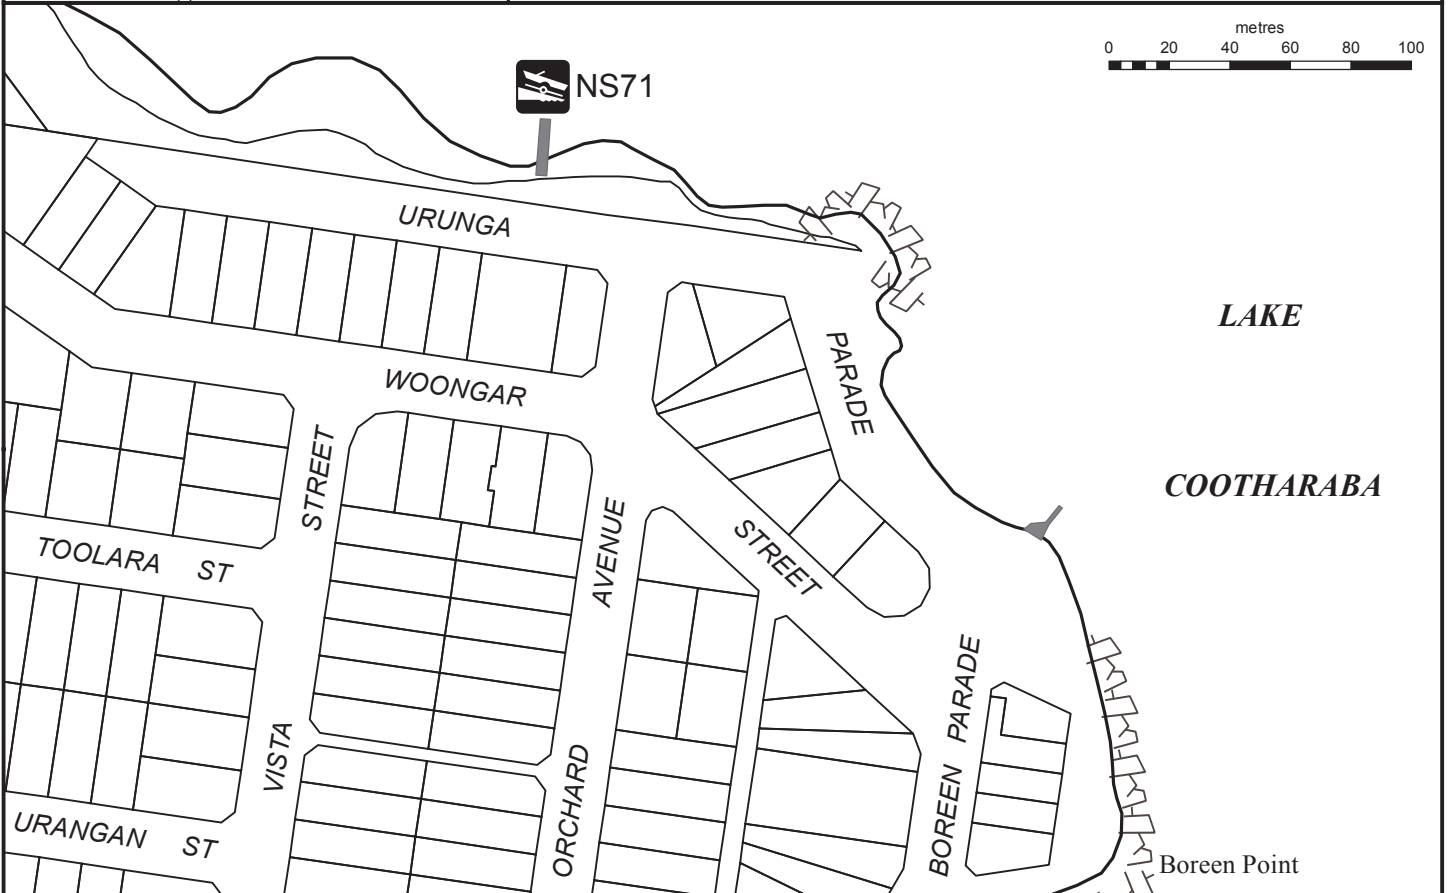 metres
0 20 40 60 80 100
NS71
URUNGA
LAKE
PARADE
WOONGAR
STREET
COOTHARABA
AVENUE
STREET
TOOLARA ST
BOREEN PARADE
VISTA
ORCHARD
URANGAN ST
Boreen Point